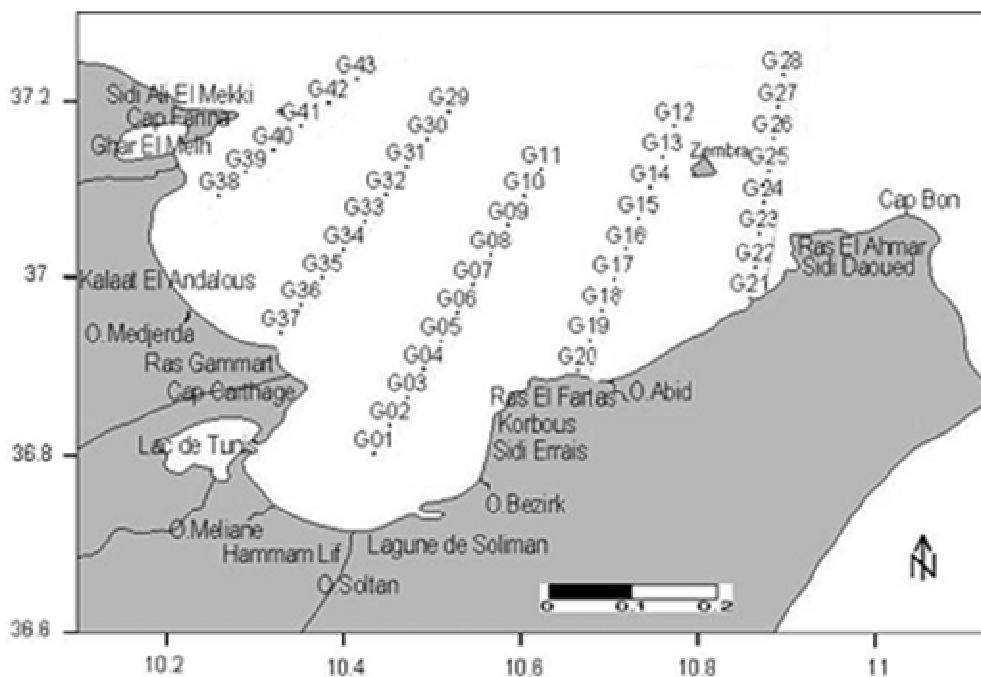 G28
G43
G42
G29
G27
37.2
Sidi Ali El Mekki
G41
G12
G26
Cap Farina
G40
G30
G13
Zembra
Ghar El Melh
G39
G31
G11
G14
G25
G38
G32
G10
G15
G24
Cap Bon
G33
G09
G16
G23
G34
G08
Ras El Ahmar
37
Kalaat El Andalous
G35
G07
G17
G22
Sidi Daoued
G36
G06
G18
G21
O.Medjerda
G37
G05
G19
Ras Gammart
G04
G20
Cap Carthage
G03
Ras El Fartas
O.Abid
G02
Korbous
36.8
Lac de Tunis
G01
Sidi Errais
O.Bezirk
O.Meliane
Hammam Lif
Lagune de Soliman
N
O.Soltan
0 0.1 0.2
36.6
10.2 10.4 10.6 10.8 11